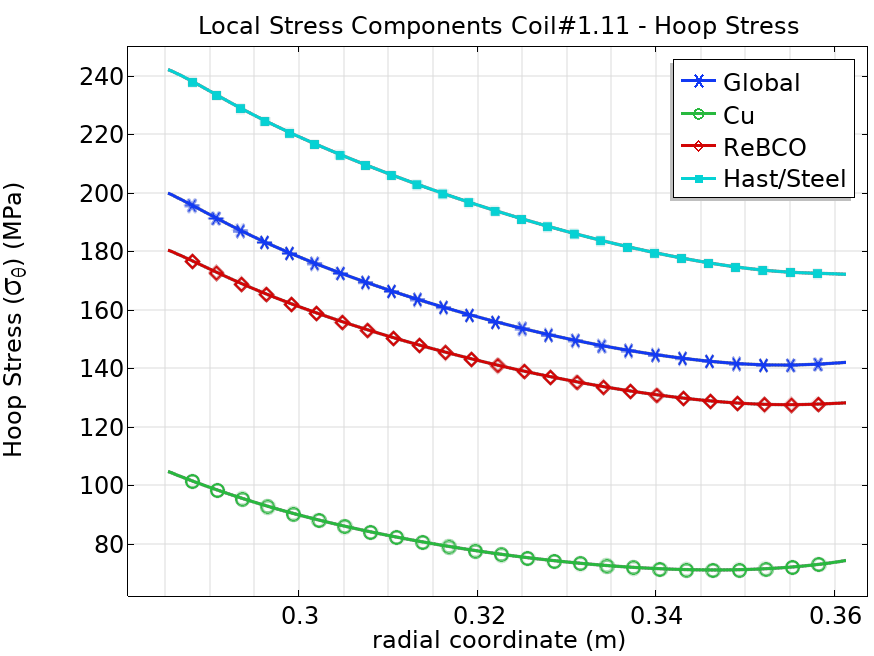 Local Stress Components Coil#1.11 - Hoop Stress
Global
Cu
ReBCO
Hast/Steel
Hoop Stress (σθ) (MPa)
240
220
200
180
160
140
120
100
80
0.3 0.32 0.34 0.36
radial coordinate (m)